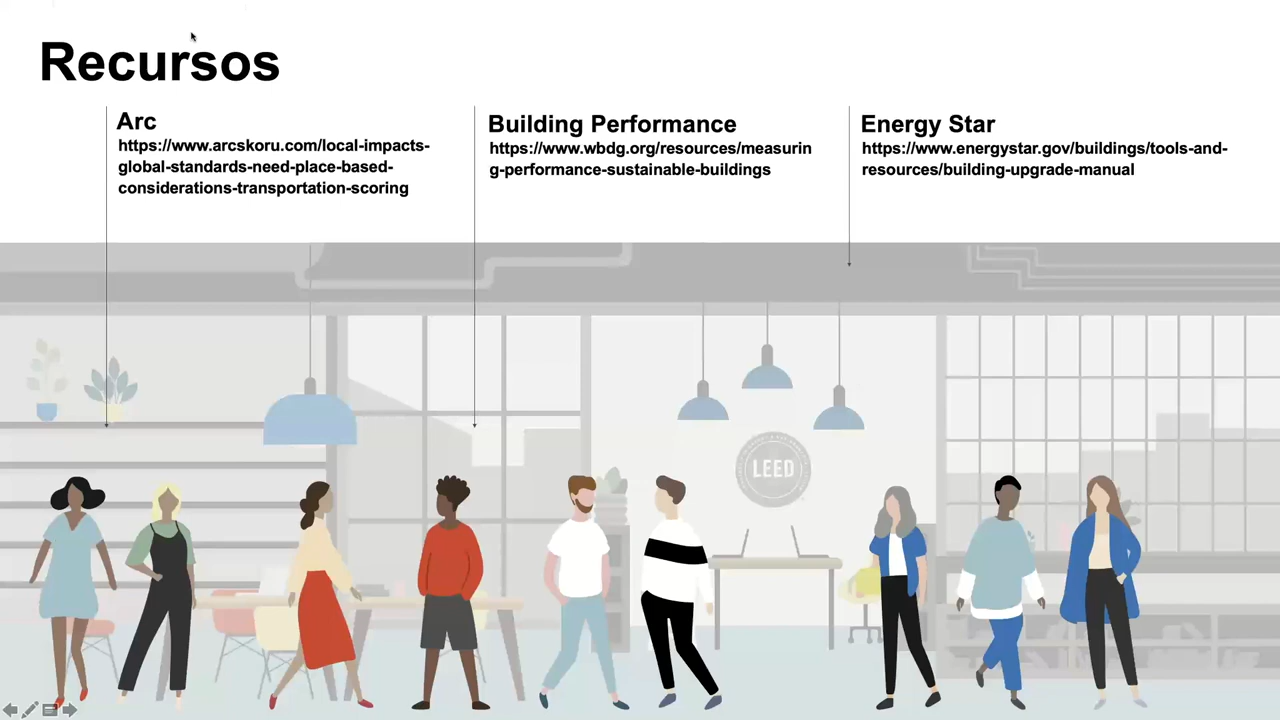 Recursos
Arc
https://www.arcskoru.com/local-impacts-
global-standards-need-place-based-
considerations-transportation-scoring
Building Performance
https://www.wbdg.org/resources/measurin
g-performance-sustainable-buildings
Energy Star
https://www.energystar.gov/buildings/tools-and-
resources/building-upgrade-manual
LEED